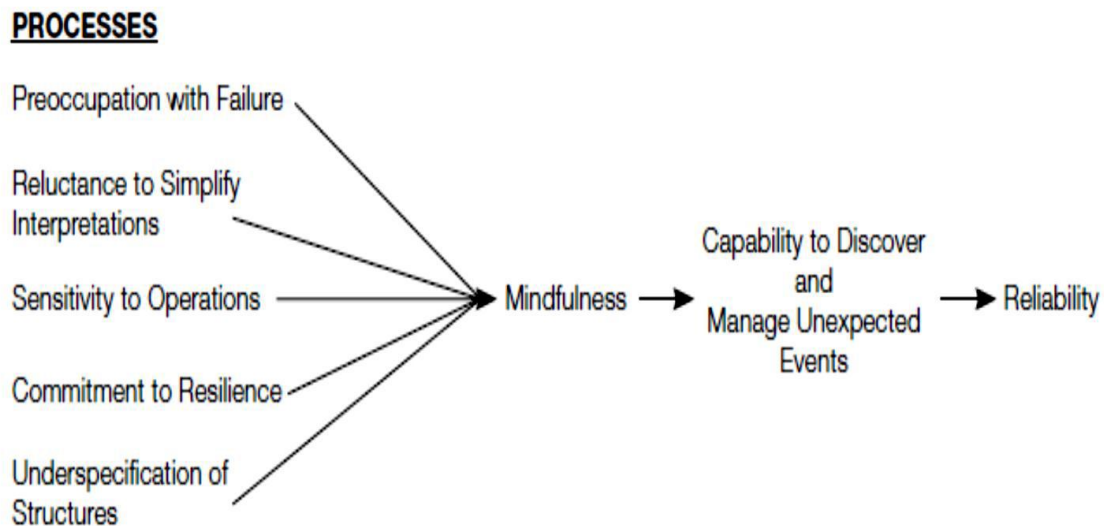 PROCESSES
Preoccupation with Failure
Reluctance to Simplify
Interpretations
Sensitivity to Operations
Commitment to Resilience
Underspecification of
Structures
Mindfulness
Capability to Discover
and
Manage Unexpected
Events
Reliability